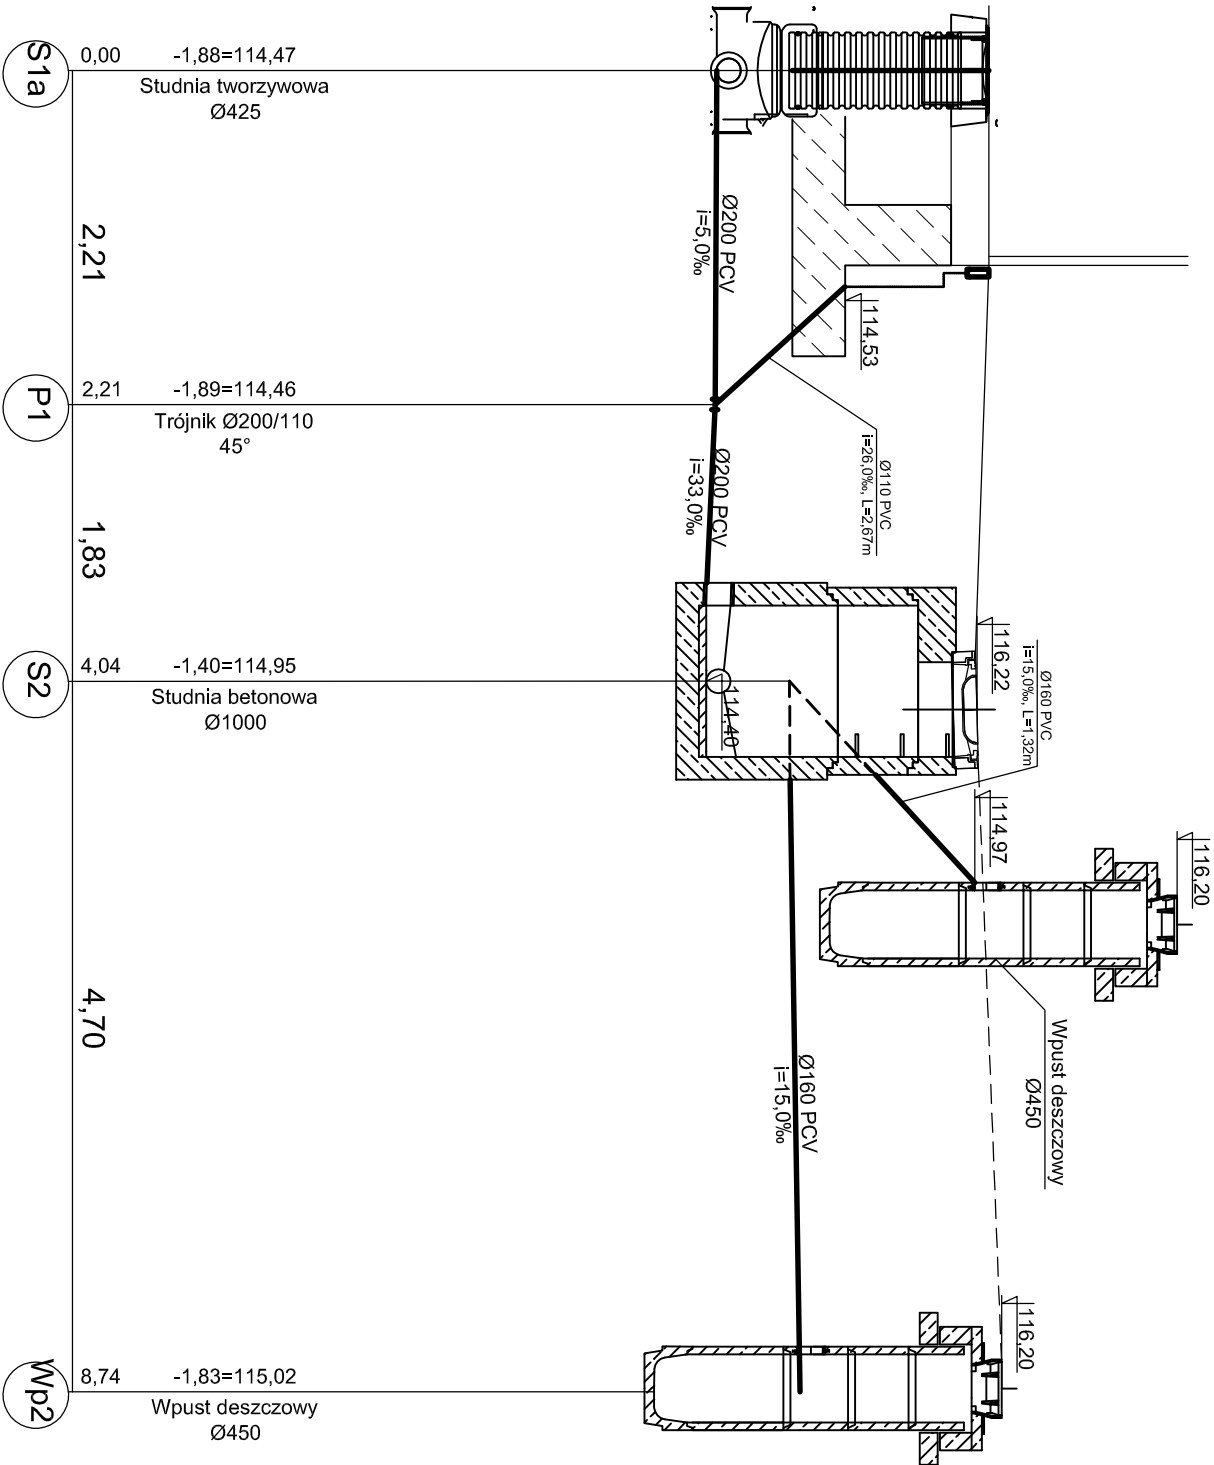 S1a
0,00
-1,88=114,47
Studnia tworzywowa
Ø425
2,21
Ø200 PCV
i=5,0‰
114,53
P1
2,21
-1,89=114,46
Trójnik Ø200/110
45°
Ø110 PVC
i=26,0‰, L=2,67m
1,83
Ø200 PCV
i=33,0‰
S2
4,04
-1,40=114,95
Studnia betonowa
Ø1000
114,40
116,22
Ø160 PVC
i=15,0‰, L=1,32m
114,97
116,20
4,70
Ø160 PCV
i=15,0‰
Wpust deszczowy
Ø450
116,20
Wp2
8,74
-1,83=115,02
Wpust deszczowy
Ø450